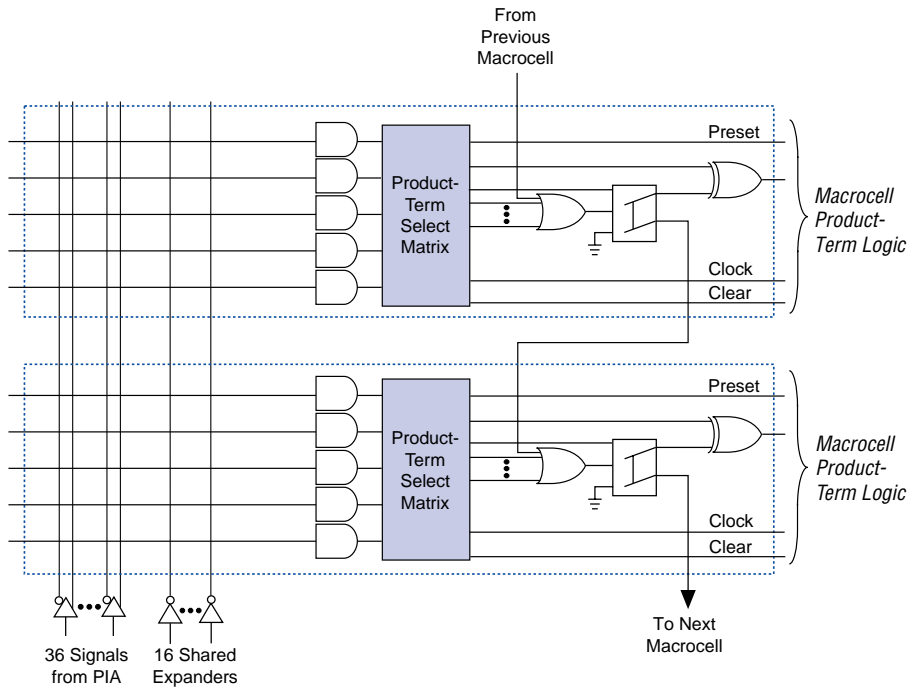 From
Previous
Macrocell
Preset
Product-
Term
Select
Matrix
Macrocell
Product-
Term Logic
Clock
Clear
Preset
Product-
Term
Select
Matrix
Macrocell
Product-
Term Logic
Clock
Clear
36 Signals
from PIA
16 Shared
Expanders
To Next
Macrocell